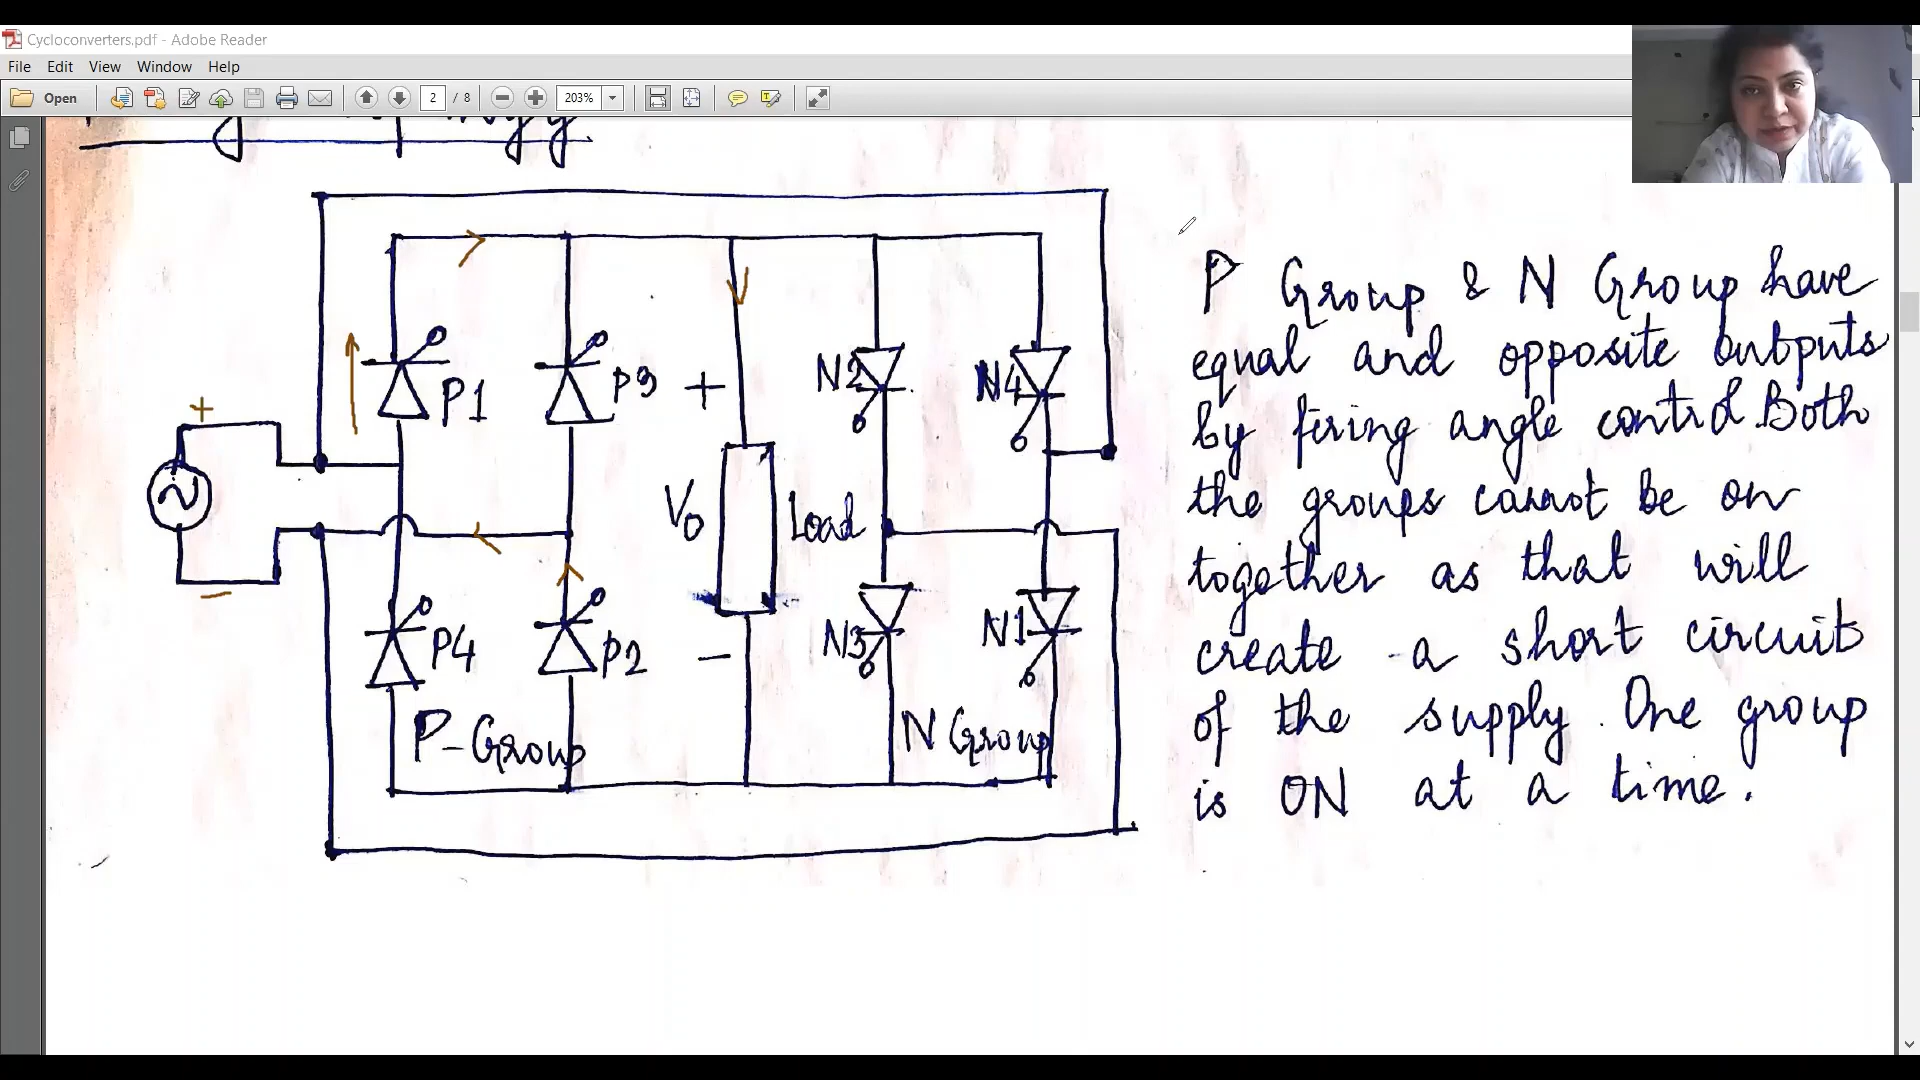 Cycloconverters.pdf - Adobe Reader
File Edit View Window Help
Open 2 / 8 203%
+
P1
P3
+
N2
N4
V0
Load
-
P4
P2
-
N3
N1
P-Group
N Group
P Group & N Group have
equal and opposite outputs
by firing angle control. Both
the groups cannot be on
together as that will
create a short circuit
of the supply. One group
is ON at a time.